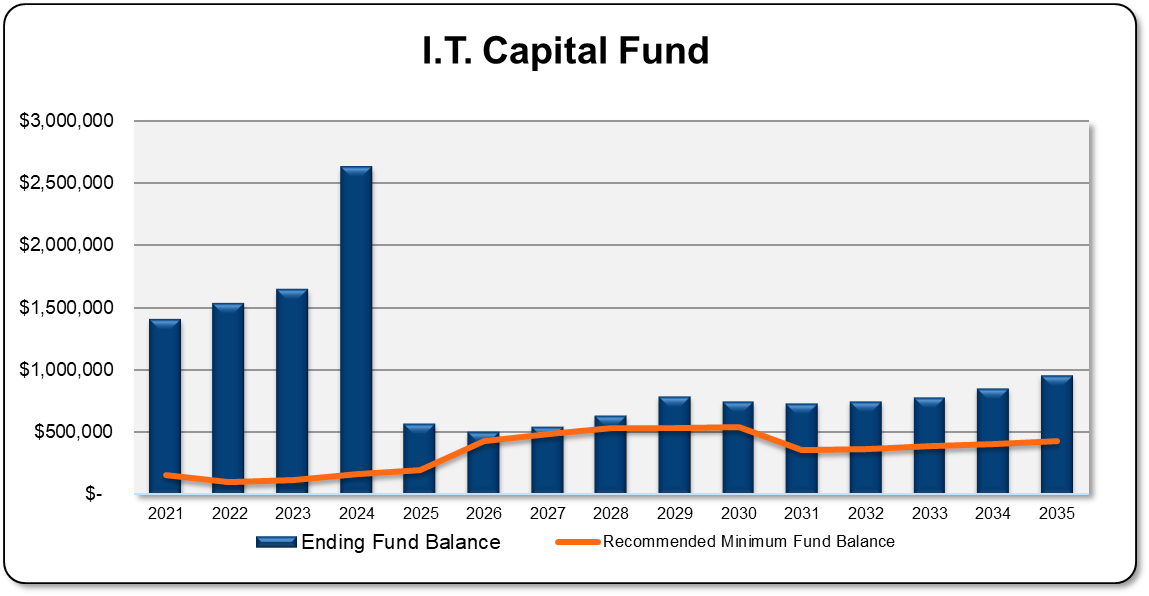 I.T. Capital Fund
$3,000,000
$2,500,000
$2,000,000
$1,500,000
$1,000,000
$500,000
$-
2021 2022 2023 2024 2025 2026 2027 2028 2029 2030 2031 2032 2033 2034 2035
Ending Fund Balance Recommended Minimum Fund Balance